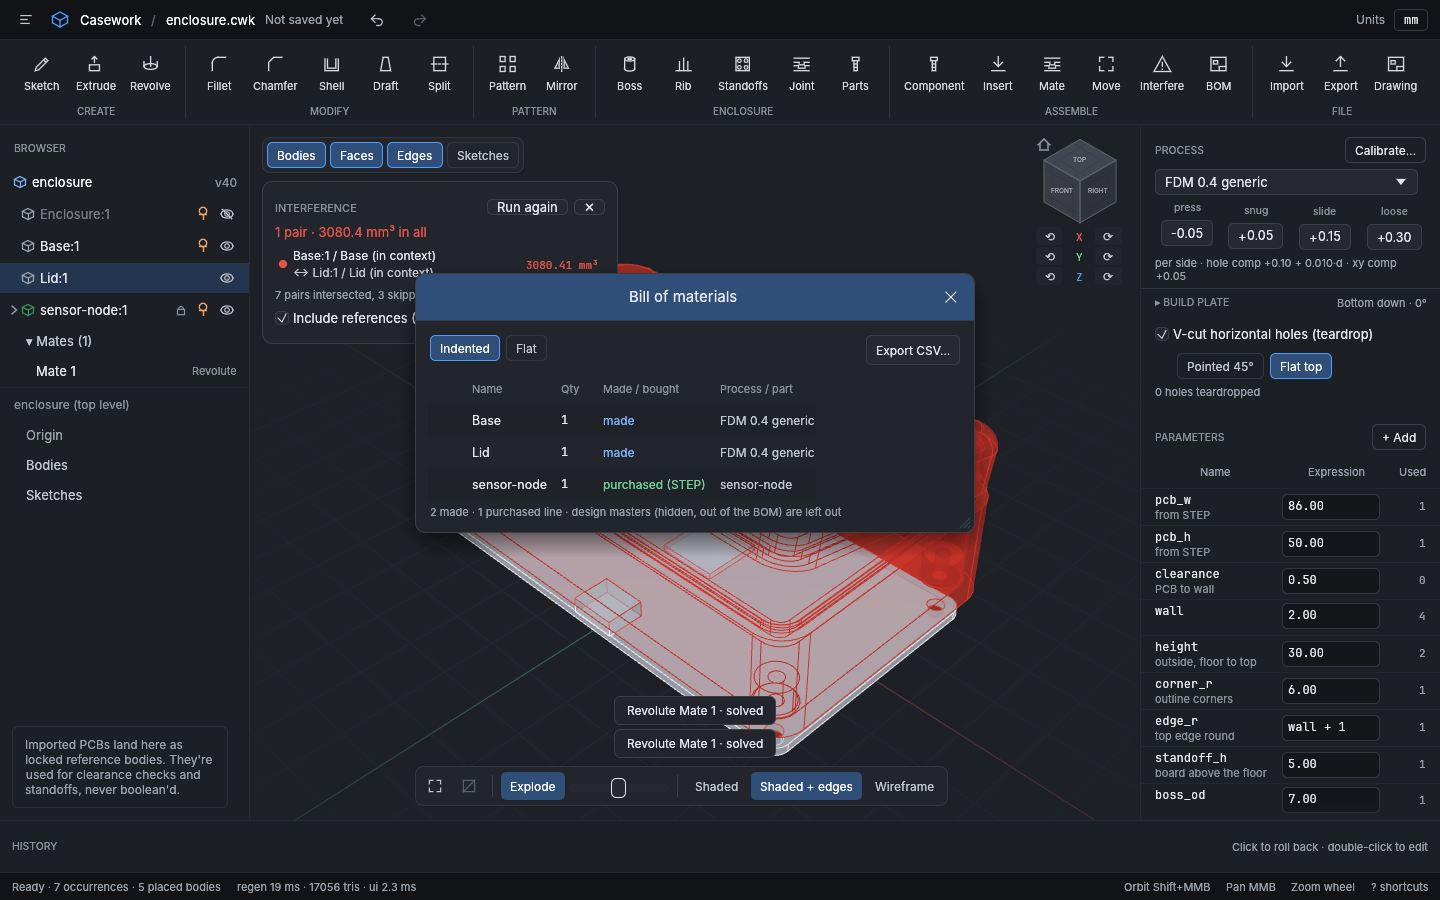 Casework / enclosure.cwk Not saved yet
Units mm
Sketch Extrude Revolve
CREATE
Fillet Chamfer Shell Draft Split
MODIFY
Pattern Mirror
PATTERN
Boss Rib Standoffs Joint Parts
ENCLOSURE
Component Insert Mate Move Interfere BOM
ASSEMBLE
Import Export Drawing
FILE
BROWSER
enclosure v40
Enclosure:1
Base:1
Lid:1
sensor-node:1
▾ Mates (1)
Mate 1 Revolute
enclosure (top level)
Origin
Bodies
Sketches
Imported PCBs land here as
locked reference bodies. They're
used for clearance checks and
standoffs, never boolean'd.
Bodies Faces Edges Sketches
INTERFERENCE Run again ×
1 pair · 3080.4 mm³ in all
Base:1 / Base (in context)
↔ Lid:1 / Lid (in context)
3080.41 mm³
7 pairs intersected, 3 skipp
Include references (
TOP
FRONT RIGHT
⟲ X ⟳
⟲ Y ⟳
⟲ Z ⟳
Bill of materials
Indented Flat Export CSV...
Name Qty Made / bought Process / part
Base 1 made FDM 0.4 generic
Lid 1 made FDM 0.4 generic
sensor-node 1 purchased (STEP) sensor-node
2 made · 1 purchased line · design masters (hidden, out of the BOM) are left out
Revolute Mate 1 · solved
Revolute Mate 1 · solved
Explode Shaded Shaded + edges Wireframe
PROCESS Calibrate...
FDM 0.4 generic
press snug slide loose
-0.05 +0.05 +0.15 +0.30
per side · hole comp +0.10 + 0.010·d · xy comp
+0.05
▸ BUILD PLATE Bottom down · 0°
V-cut horizontal holes (teardrop)
Pointed 45° Flat top
0 holes teardropped
PARAMETERS + Add
Name Expression Used
pcb_w 86.00 1
from STEP
pcb_h 50.00 1
from STEP
clearance 0.50 0
PCB to wall
wall 2.00 4
height 30.00 2
outside, floor to top
corner_r 6.00 1
outline corners
edge_r wall + 1 1
top edge round
standoff_h 5.00 1
board above the floor
boss_od 7.00 1
HISTORY Click to roll back · double-click to edit
Ready · 7 occurrences · 5 placed bodies regen 19 ms · 17056 tris · ui 2.3 ms
Orbit Shift+MMB Pan MMB Zoom wheel ? shortcuts